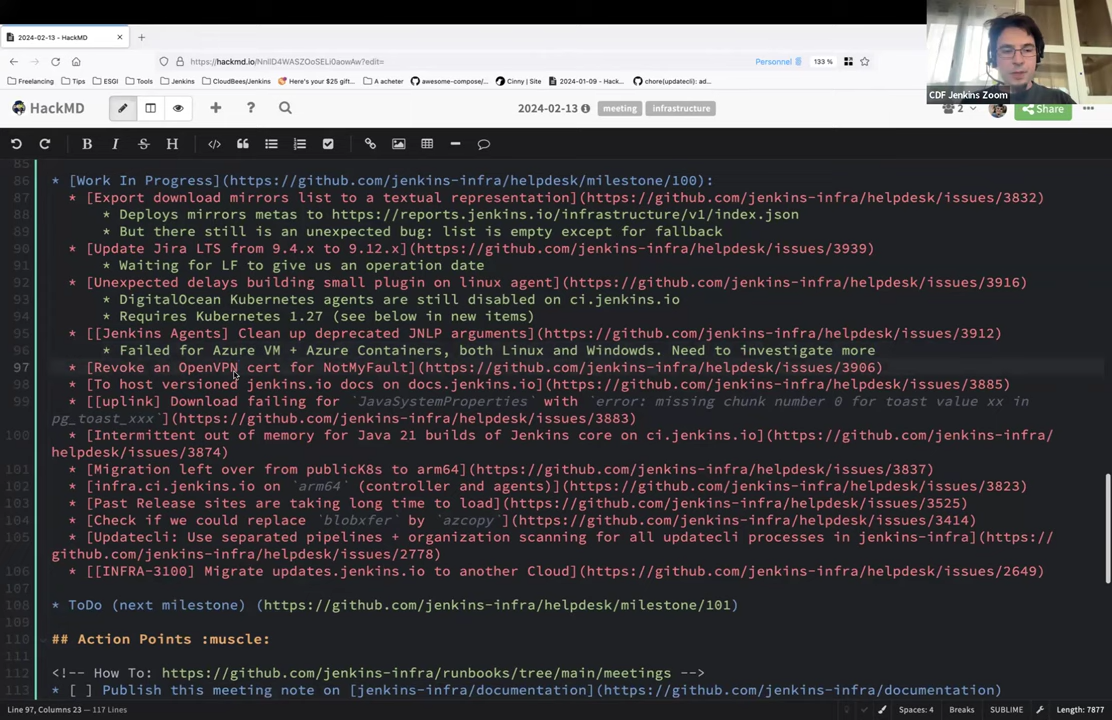 2024-02-13 - HackMD
https://hackmd.io/NnIlD4WASZOoSELi0aowAw?edit=
Personnel
133 %
Freelancing
Tips
ESGI
Tools
Jenkins
CloudBees/Jenkins
Here's your $25 gift...
A acheter
awesome-compose/...
Cinny | Site
2024-01-09 - Hack...
chore(updatecli): ad...
CDF Jenkins Zoom
HackMD
2024-02-13
meeting
infrastructure
2
Share
85
86 * [Work In Progress](https://github.com/jenkins-infra/helpdesk/milestone/100):
87 * [Export download mirrors list to a textual representation](https://github.com/jenkins-infra/helpdesk/issues/3832)
88 * Deploys mirrors metas to https://reports.jenkins.io/infrastructure/v1/index.json
89 * But there still is an unexpected bug: list is empty except for fallback
90 * [Update Jira LTS from 9.4.x to 9.12.x](https://github.com/jenkins-infra/helpdesk/issues/3939)
91 * Waiting for LF to give us an operation date
92 * [Unexpected delays building small plugin on linux agent](https://github.com/jenkins-infra/helpdesk/issues/3916)
93 * DigitalOcean Kubernetes agents are still disabled on ci.jenkins.io
94 * Requires Kubernetes 1.27 (see below in new items)
95 * [[Jenkins Agents] Clean up deprecated JNLP arguments](https://github.com/jenkins-infra/helpdesk/issues/3912)
96 * Failed for Azure VM + Azure Containers, both Linux and Windowds. Need to investigate more
97 * [Revoke an OpenVPN cert for NotMyFault](https://github.com/jenkins-infra/helpdesk/issues/3906)
98 * [To host versioned jenkins.io docs on docs.jenkins.io](https://github.com/jenkins-infra/helpdesk/issues/3885)
99 * [[uplink] Download failing for `JavaSystemProperties` with `error: missing chunk number 0 for toast value xx in
pg_toast_xxx`](https://github.com/jenkins-infra/helpdesk/issues/3883)
100 * [Intermittent out of memory for Java 21 builds of Jenkins core on ci.jenkins.io](https://github.com/jenkins-infra/
helpdesk/issues/3874)
101 * [Migration left over from publicK8s to arm64](https://github.com/jenkins-infra/helpdesk/issues/3837)
102 * [infra.ci.jenkins.io on `arm64` (controller and agents)](https://github.com/jenkins-infra/helpdesk/issues/3823)
103 * [Past Release sites are taking long time to load](https://github.com/jenkins-infra/helpdesk/issues/3525)
104 * [Check if we could replace `blobxfer` by `azcopy`](https://github.com/jenkins-infra/helpdesk/issues/3414)
105 * [Updatecli: Use separated pipelines + organization scanning for all updatecli processes in jenkins-infra](https://
github.com/jenkins-infra/helpdesk/issues/2778)
106 * [[INFRA-3100] Migrate updates.jenkins.io to another Cloud](https://github.com/jenkins-infra/helpdesk/issues/2649)
107
108 * ToDo (next milestone) (https://github.com/jenkins-infra/helpdesk/milestone/101)
109
110 ## Action Points :muscle:
111
112 <!-- How To: https://github.com/jenkins-infra/runbooks/tree/main/meetings -->
113 * [ ] Publish this meeting note on [jenkins-infra/documentation](https://github.com/jenkins-infra/documentation)
Line 97, Columns 23 — 117 Lines
Spaces: 4
Breaks
SUBLIME
Length: 7877